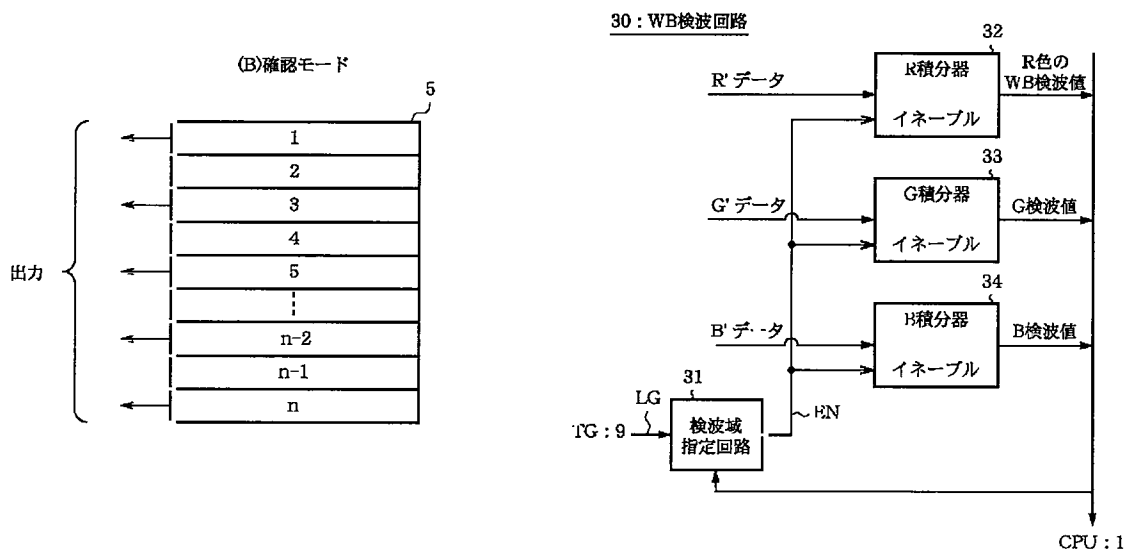 (B)確認モード
5
1
2
3
4
5
n-2
n-1
n
出力
30：WB検波回路
32
R積分器
イネーブル
R' データ
R色の
WB検波値
33
G積分器
イネーブル
G' データ
G検波値
34
B積分器
イネーブル
B' データ
B検波値
31
LG
検波域
指定回路
EN
TG：9
CPU：1